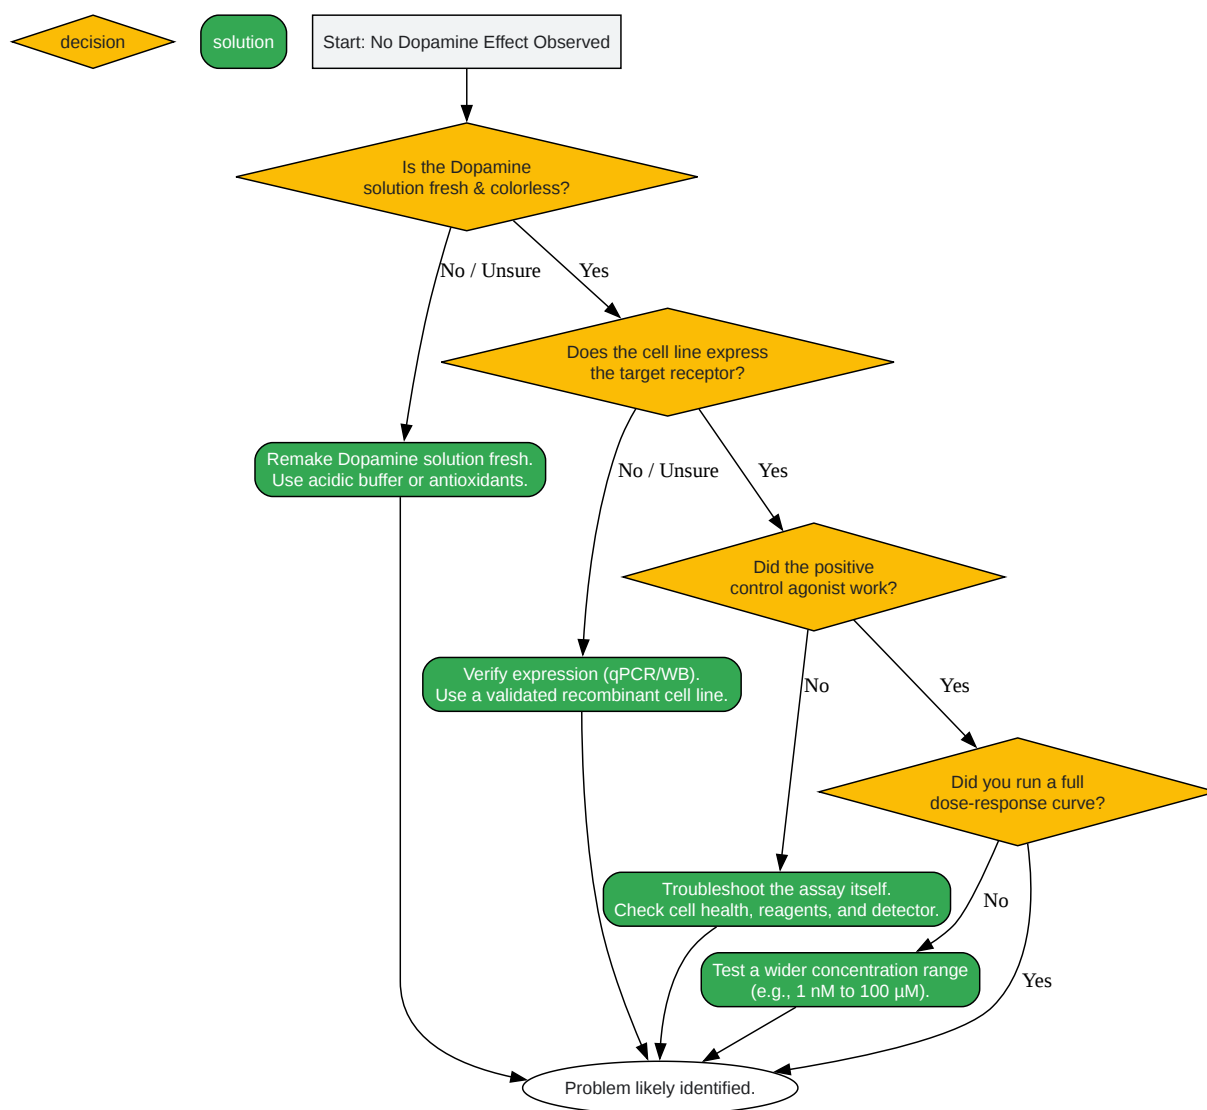 decision
solution
Start: No Dopamine Effect Observed
Is the Dopamine
solution fresh & colorless?
No / Unsure
Yes
Does the cell line express
the target receptor?
Remake Dopamine solution fresh.
Use acidic buffer or antioxidants.
No / Unsure
Yes
Did the positive
control agonist work?
Verify expression (qPCR/WB).
Use a validated recombinant cell line.
No
Yes
Did you run a full
dose-response curve?
Troubleshoot the assay itself.
Check cell health, reagents, and detector.
No
Test a wider concentration range
(e.g., 1 nM to 100 µM).
Yes
Problem likely identified.